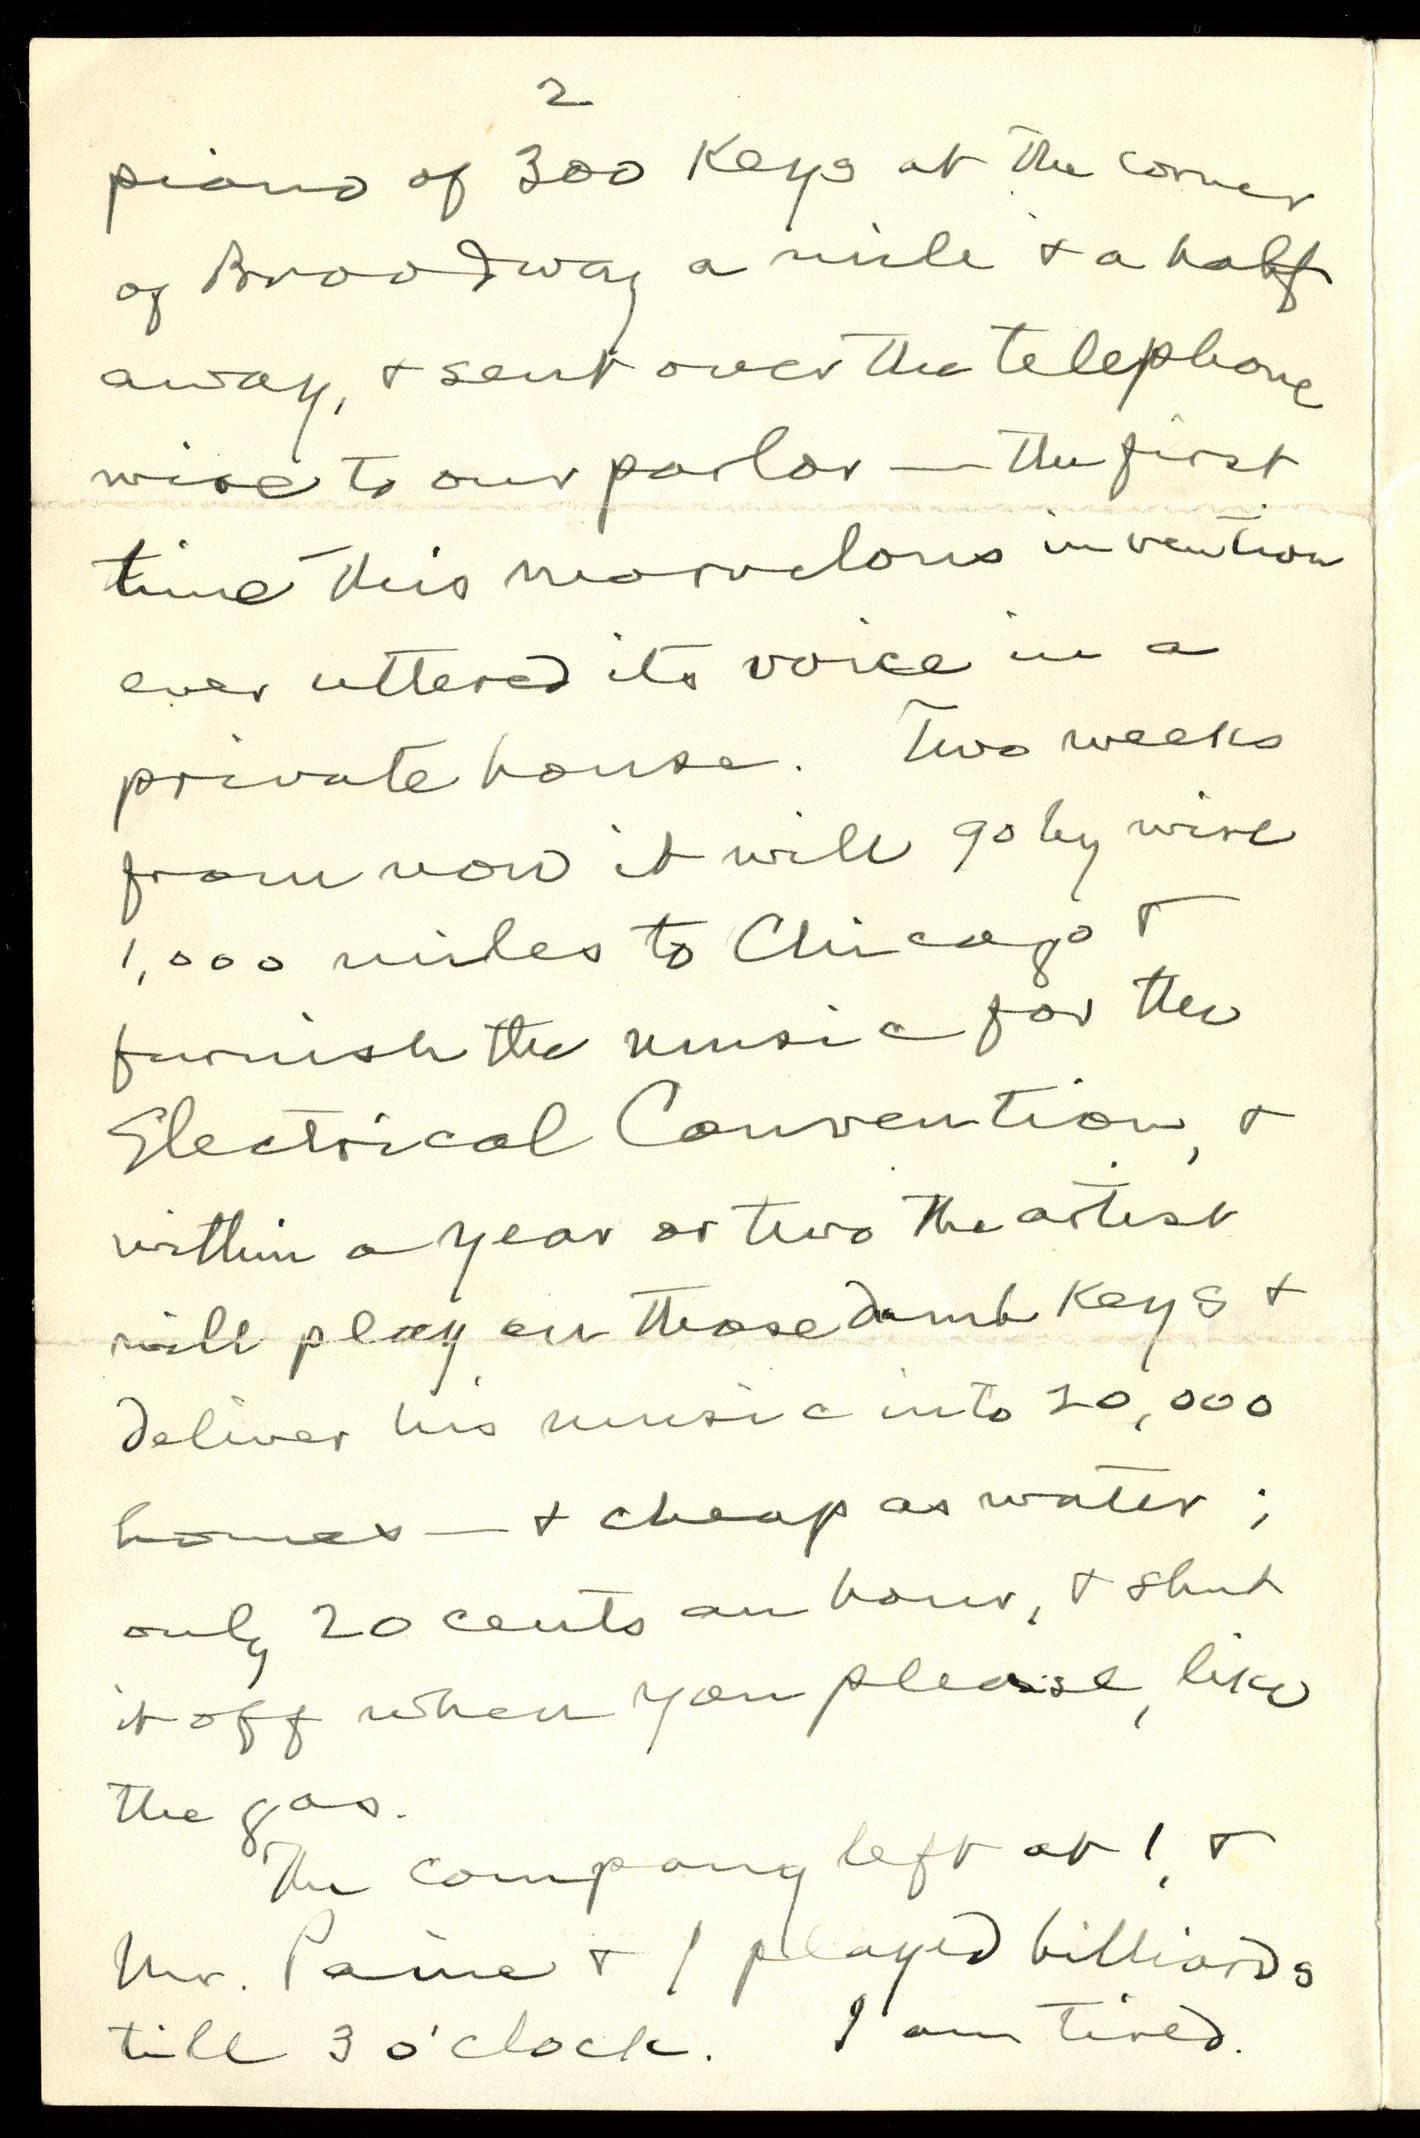 2
piano of 300 keys at the corner
of Broadway a mile & a half
away, & sent over the telephone
wire to our parlor — the first
time this marvelous invention
ever uttered its voice in a
private house. Two weeks
from now it will go by wire
1,000 miles to Chicago &
furnish the music for the
Electrical Convention, &
within a year or two the artist
will play on those dumb keys &
deliver his music into 20,000
homes — & cheap as water;
only 20 cents an hour, & shut
it off when you please, like
the gas.
The company left at 1, &
Mr. Paine & I played billiards
till 3 o'clock. I am tired.